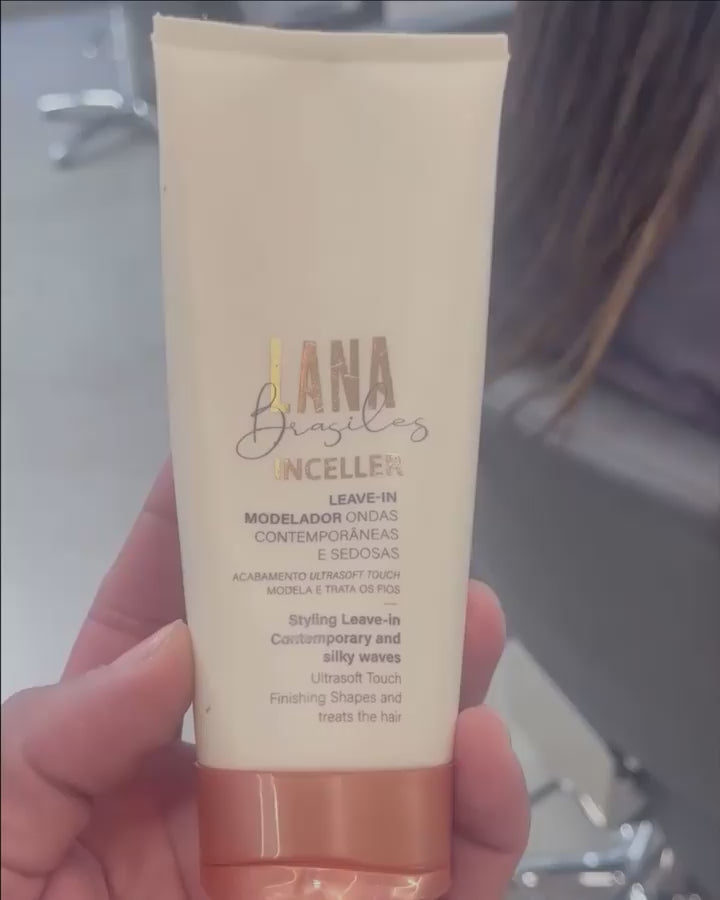 LANA
Brasiles
INCELLER
LEAVE-IN
MODELADOR ONDAS
CONTEMPORÂNEAS
E SEDOSAS
ACABAMENTO ULTRASOFT TOUCH
MODELA E TRATA OS FIOS
Styling Leave-in
Contemporary and
silky waves
Ultrasoft Touch
Finishing Shapes and
treats the hair